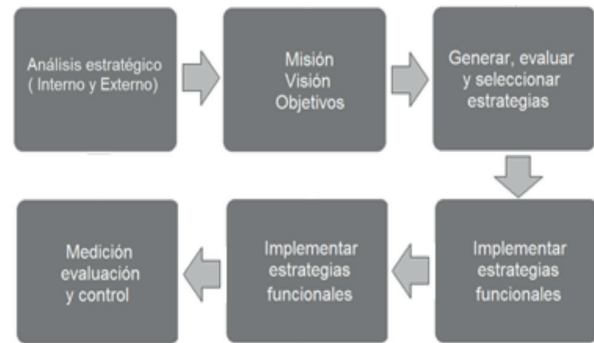 Análisis estratégico
( Interno y Externo)
Misión
Visión
Objetivos
Generar, evaluar
y seleccionar
estrategias
Implementar
estrategias
funcionales
Implementar
estrategias
funcionales
Medición
evaluación
y control